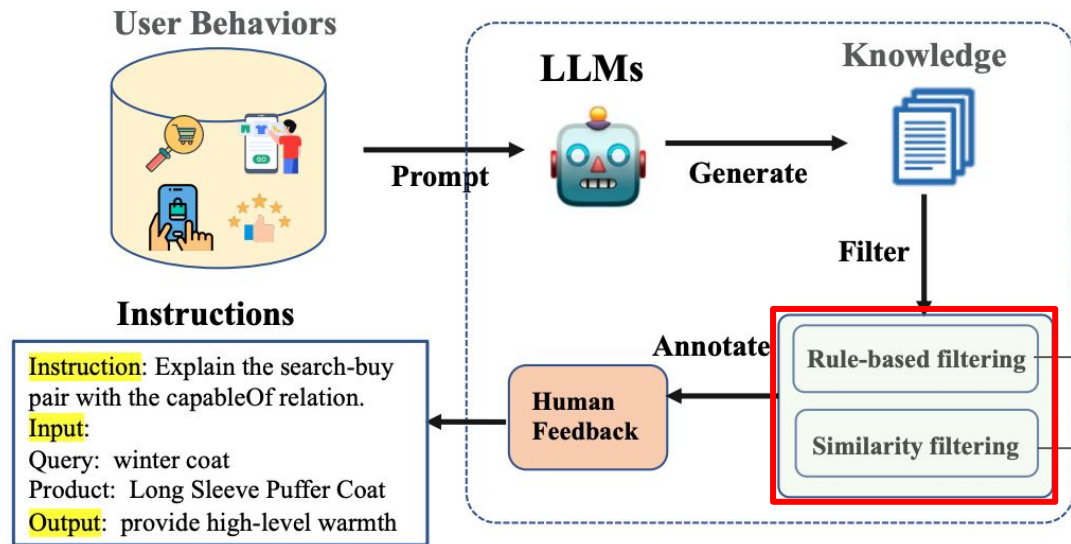 User Behaviors
LLMs
Knowledge
Prompt
Generate
GO
Filter
Instructions
Annotate
Rule-based filtering
Similarity filtering
Human
Feedback
Instruction: Explain the search-buy
pair with the capableOf relation.
Input:
Query: winter coat
Product: Long Sleeve Puffer Coat
Output: provide high-level warmth